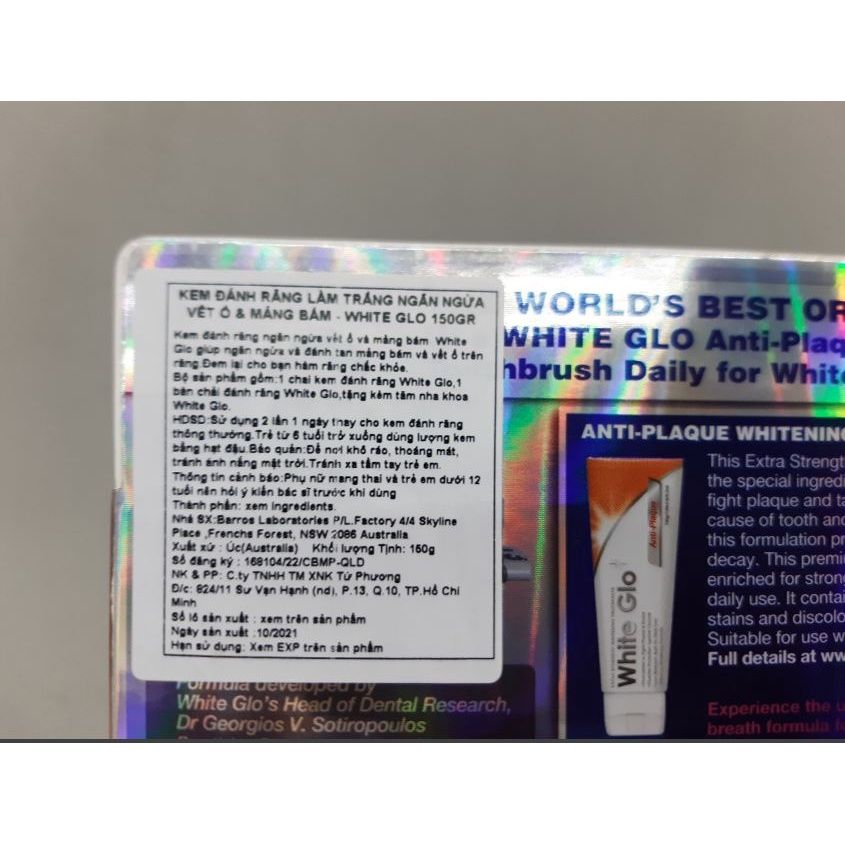 KEM ĐÁNH RĂNG LÀM TRẮNG NGĂN NGỪA
VẾT Ố & MẢNG BÁM - WHITE GLO 150GR
Kem đánh răng ngăn ngừa vết ố và mảng bám White
Glo giúp ngăn ngừa và đánh tan mảng bám và vết ố trên
răng.Đem lại cho bạn hàm răng chắc khỏe.
Bộ sản phẩm gồm:1 chai kem đánh răng White Glo,1
bàn chải đánh răng White Glo,tặng kèm tăm nha khoa
White Glo.
HDSD:Sử dụng 2 lần 1 ngày thay cho kem đánh răng
thông thường.Trẻ từ 6 tuổi trở xuống dùng lượng kem
bằng hạt đậu.Bảo quản:Để nơi khô ráo, thoáng mát,
tránh ánh nắng mặt trời.Tránh xa tầm tay trẻ em.
Thông tin cảnh báo:Phụ nữ mang thai và trẻ em dưới 12
tuổi nên hỏi ý kiến bác sĩ trước khi dùng
Thành phần: xem Ingredients.
Nhà SX:Barros Laboratories P/L.Factory 4/4 Skyline
Place ,Frenchs Forest, NSW 2086 Australia
Xuất xứ : Úc(Australia) Khối lượng Tịnh: 150g
Số đăng ký : 168104/22/CBMP-QLD
NK & PP: C.ty TNHH TM XNK Tứ Phương
Đ/c: 824/11 Sư Vạn Hạnh (nd), P.13, Q.10, TP.Hồ Chí
Minh
Số lô sản xuất : xem trên sản phẩm
Ngày sản xuất :10/2021
Hạn sử dụng: Xem EXP trên sản phẩm
WORLD'S BEST OR
WHITE GLO Anti-Plaq
hbrush Daily for White
ANTI-PLAQUE WHITENING
This Extra Strength
the special ingredi
fight plaque and ta
cause of tooth and
this formulation pr
decay. This premi
enriched for strong
daily use. It contai
stains and discolo
Suitable for use w
Full details at ww
Experience the u
breath formula f
White Glo
Anti-Plaque
Formula developed by
White Glo's Head of Dental Research,
Dr Georgios V. Sotiropoulos